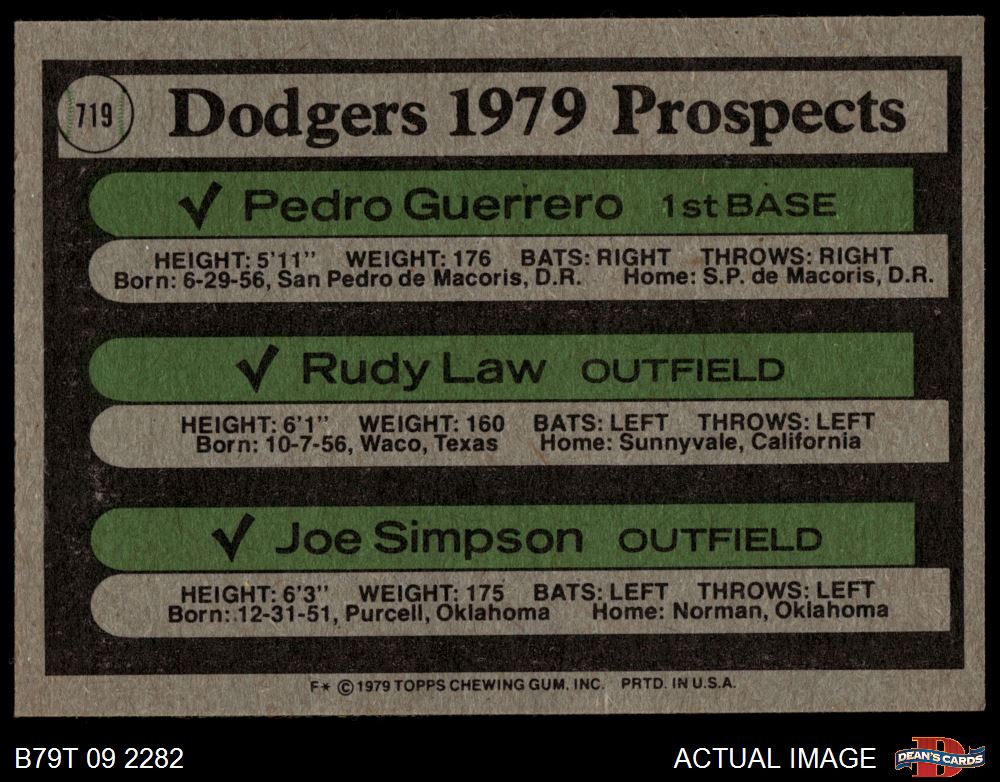 719
Dodgers 1979 Prospects
✓ Pedro Guerrero 1st BASE
HEIGHT: 5'11" WEIGHT: 176 BATS: RIGHT THROWS: RIGHT
Born: 6-29-56, San Pedro de Macoris, D.R. Home: S.P. de Macoris, D.R.
✓ Rudy Law OUTFIELD
HEIGHT: 6'1" WEIGHT: 160 BATS: LEFT THROWS: LEFT
Born: 10-7-56, Waco, Texas Home: Sunnyvale, California
✓ Joe Simpson OUTFIELD
HEIGHT: 6'3" WEIGHT: 175 BATS: LEFT THROWS: LEFT
Born: 12-31-51, Purcell, Oklahoma Home: Norman, Oklahoma
F* © 1979 TOPPS CHEWING GUM, INC. PRTD. IN U.S.A.
B79T 09 2282
ACTUAL IMAGE
D
DEAN'S CARDS